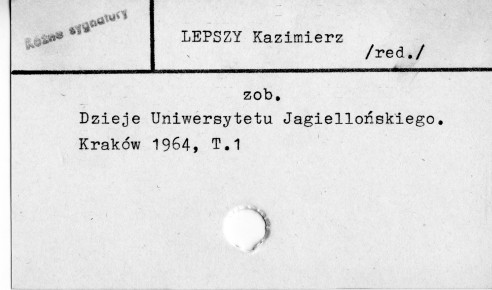 Różne sygnatury
LEPSZY Kazimierz
/red./
zob.
Dzieje Uniwersytetu Jagiellońskiego.
Kraków 1964, T.1